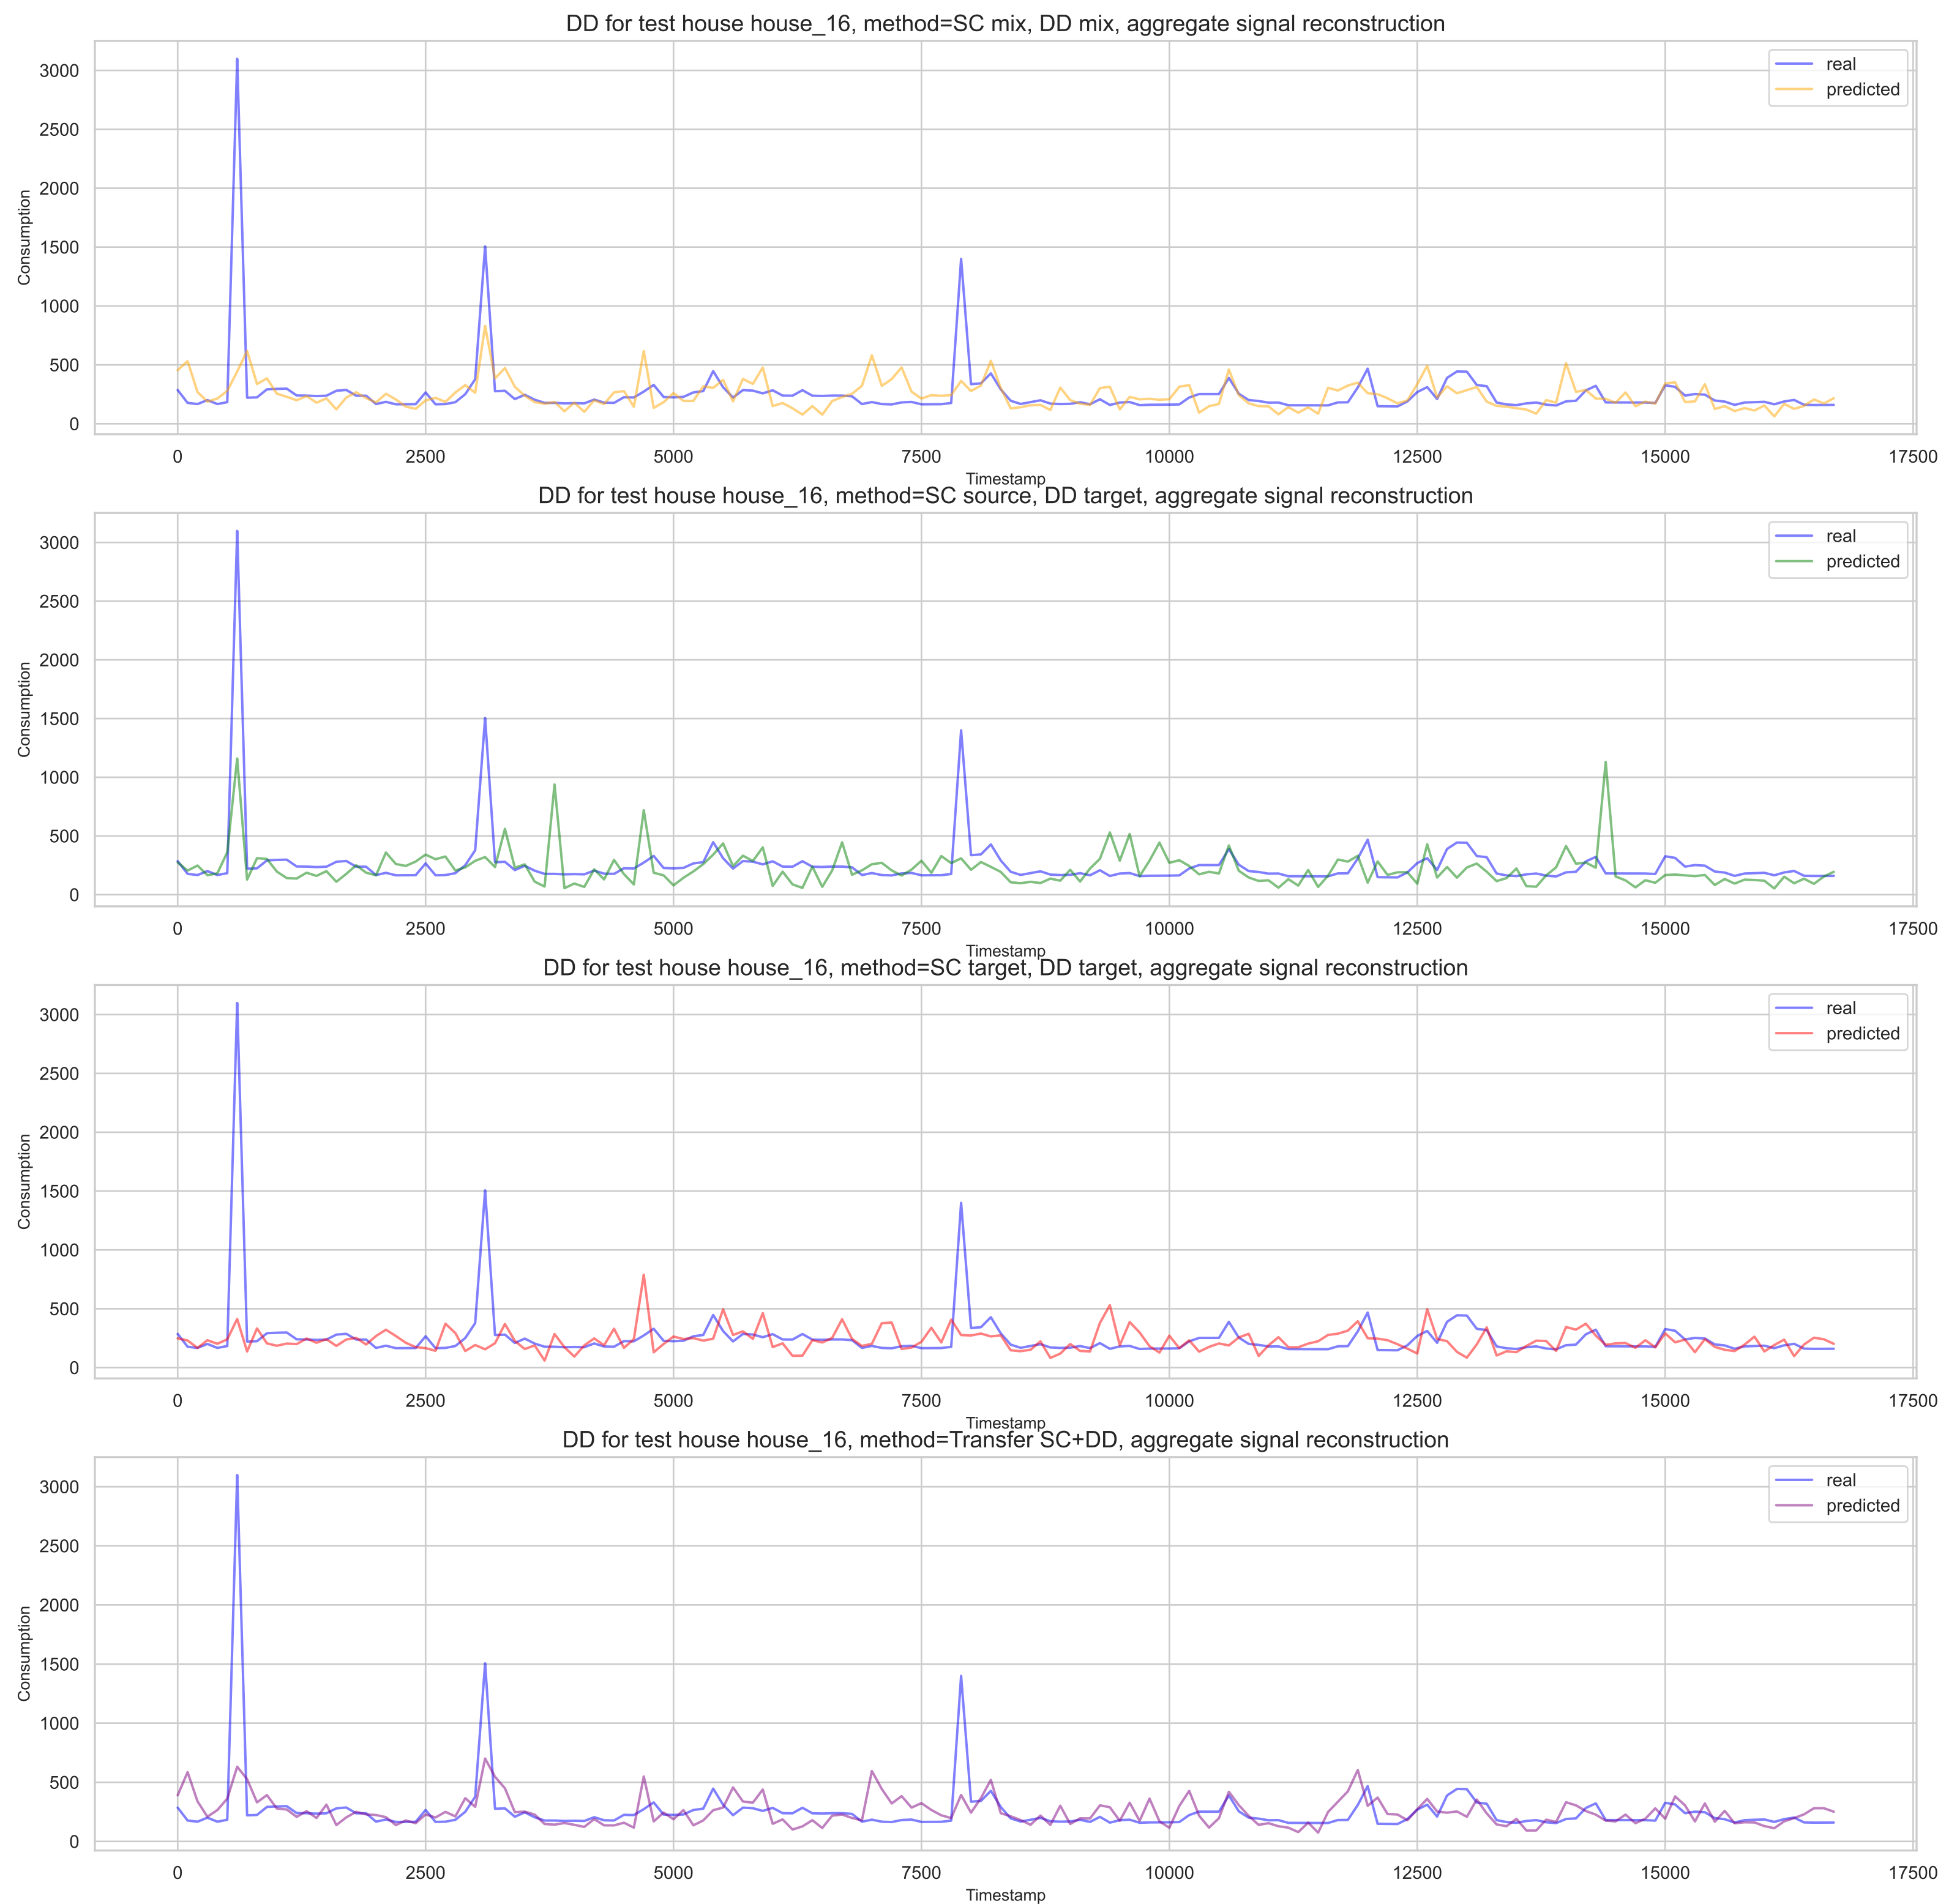 DD for test house house_16, method=SC mix, DD mix, aggregate signal reconstruction
real
predicted
3000
2500
2000
1500
1000
500
0
Consumption
0 2500 5000 7500 10000 12500 15000 17500
Timestamp
DD for test house house_16, method=SC source, DD target, aggregate signal reconstruction
real
predicted
3000
2500
2000
1500
1000
500
0
Consumption
0 2500 5000 7500 10000 12500 15000 17500
Timestamp
DD for test house house_16, method=SC target, DD target, aggregate signal reconstruction
real
predicted
3000
2500
2000
1500
1000
500
0
Consumption
0 2500 5000 7500 10000 12500 15000 17500
Timestamp
DD for test house house_16, method=Transfer SC+DD, aggregate signal reconstruction
real
predicted
3000
2500
2000
1500
1000
500
0
Consumption
0 2500 5000 7500 10000 12500 15000 17500
Timestamp